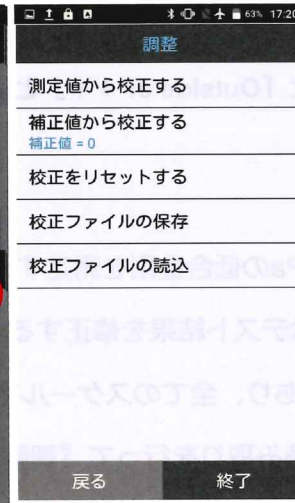 63% 17:20
調整
測定値から校正する
補正値から校正する
補正値 = 0
校正をリセットする
校正ファイルの保存
校正ファイルの読込
戻る
終了